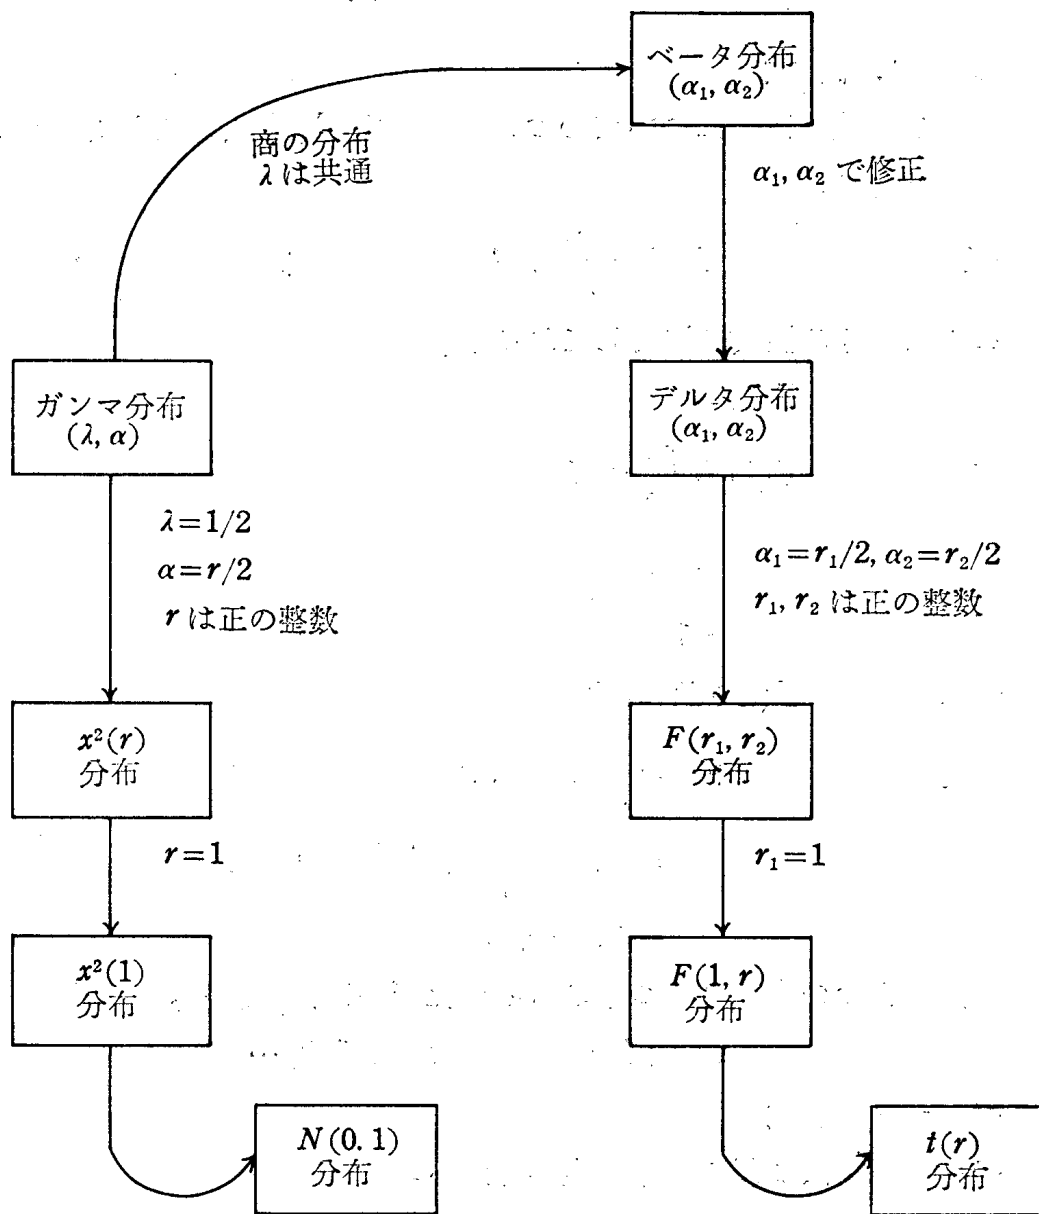 ベータ分布
(α₁, α₂)
商の分布
λは共通
α₁, α₂ で修正
ガンマ分布
(λ, α)
デルタ分布
(α₁, α₂)
λ=1/2
α=r/2
r は正の整数
α₁=r₁/2, α₂=r₂/2
r₁, r₂ は正の整数
x²(r)
分布
F(r₁, r₂)
分布
r=1
r₁=1
x²(1)
分布
F(1, r)
分布
N(0. 1)
分布
t(r)
分布